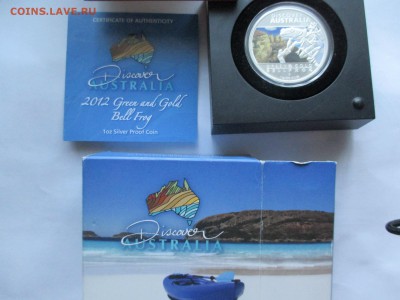 COINS.LAVE.RU
CERTIFICATE OF AUTHENTICITY
Discover
AUSTRALIA
2012 Green and Gold
Bell Frog
1oz Silver Proof Coin
AUSTRALIA
Discover
AUSTRALIA